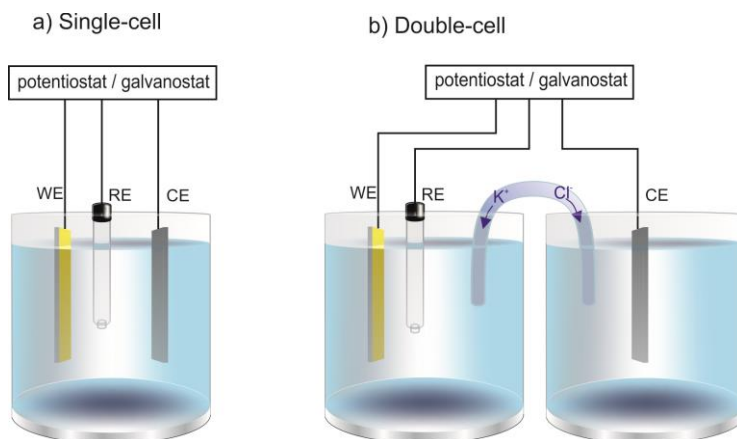 a) Single-cell
potentiostat / galvanostat
WE
RE
CE
b) Double-cell
potentiostat / galvanostat
WE
RE
K⁺
Cl⁻
CE